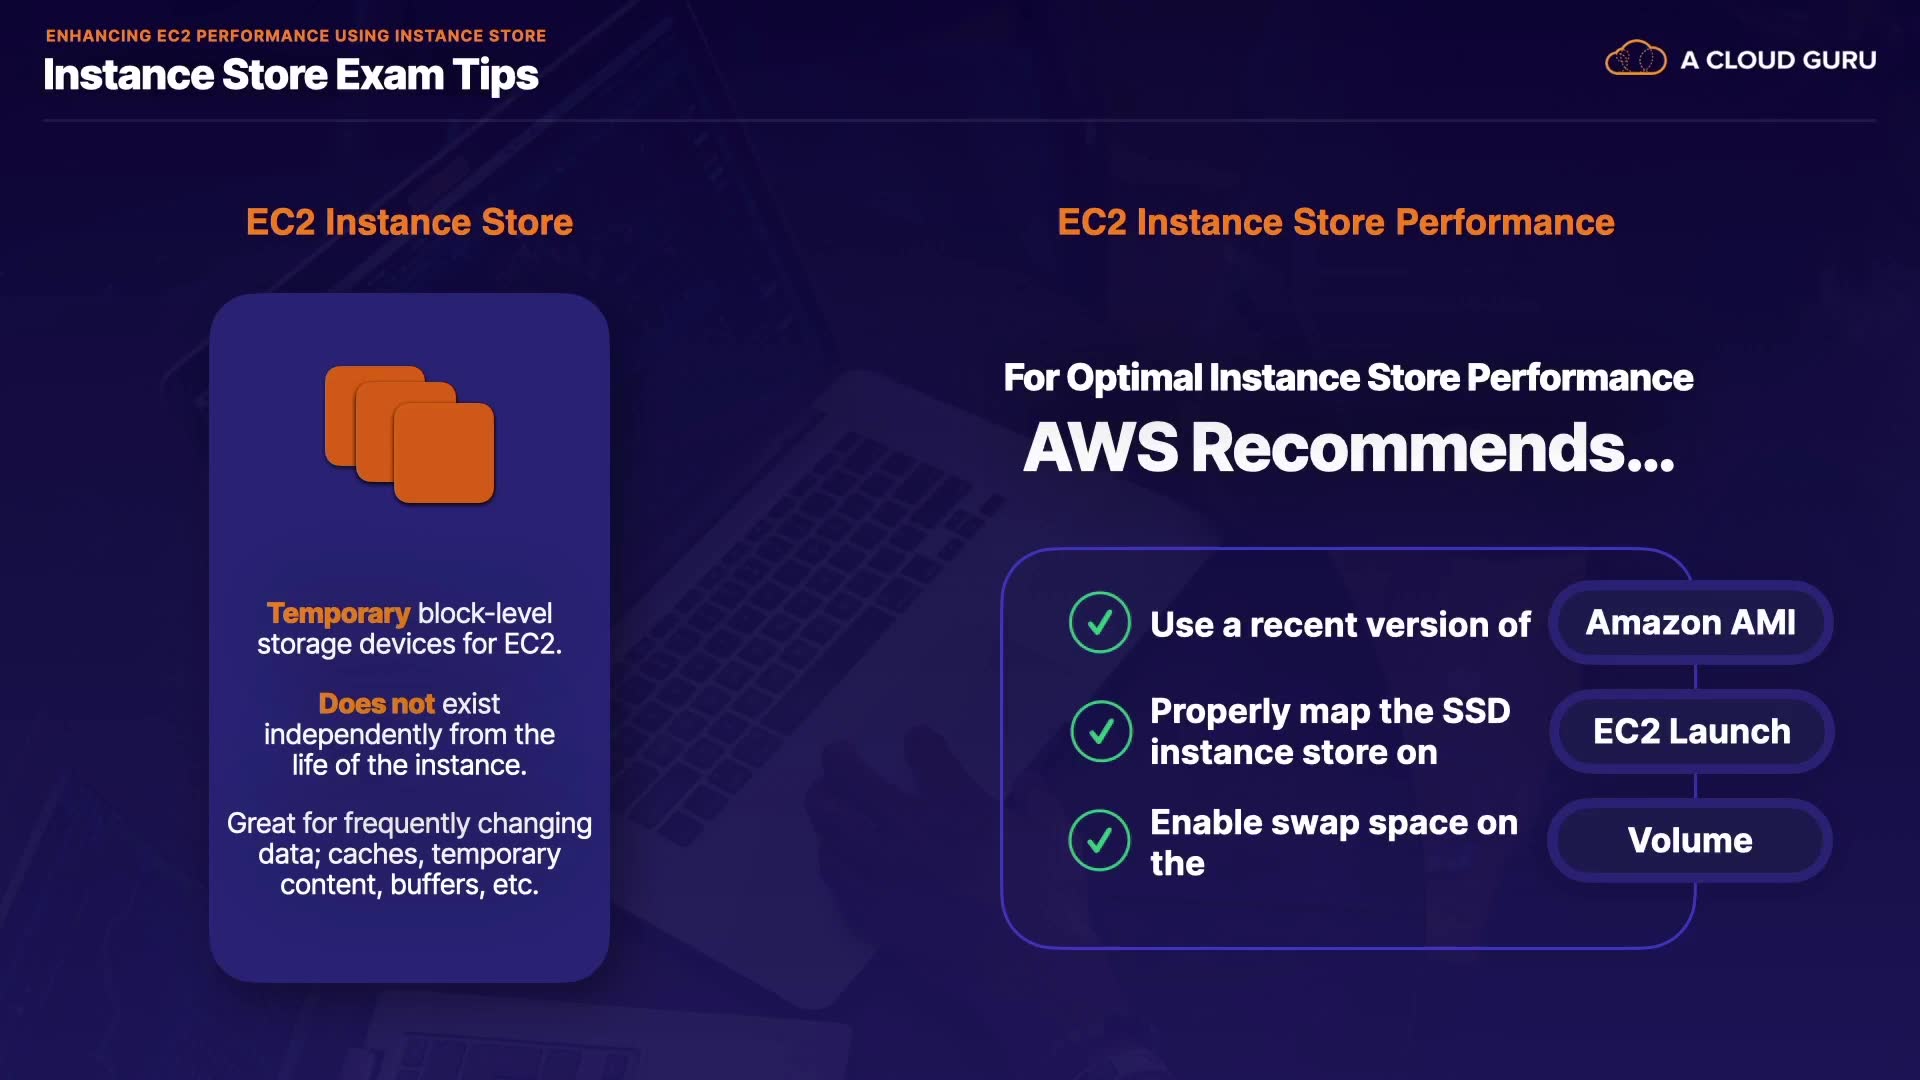 ENHANCING EC2 PERFORMANCE USING INSTANCE STORE
Instance Store Exam Tips
A CLOUD GURU
EC2 Instance Store
Temporary block-level
storage devices for EC2.
Does not exist
independently from the
life of the instance.
Great for frequently changing
data; caches, temporary
content, buffers, etc.
EC2 Instance Store Performance
For Optimal Instance Store Performance
AWS Recommends...
Use a recent version of
Amazon AMI
Properly map the SSD
instance store on
EC2 Launch
Enable swap space on
the
Volume